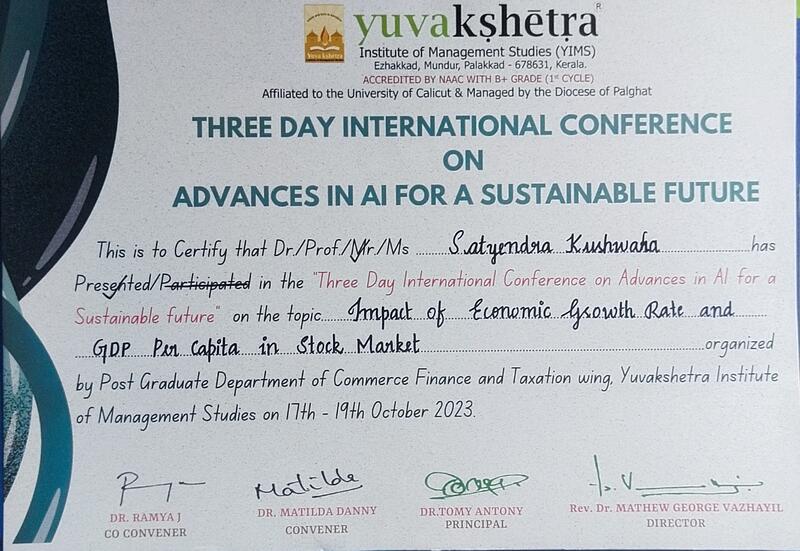 yuvakṣhētra®
Yuvakshetra
Institute of Management Studies (YIMS)
Ezhakkad, Mundur, Palakkad - 678631, Kerala.
ACCREDITED BY NAAC WITH B+ GRADE (1ST CYCLE)
Affiliated to the University of Calicut & Managed by the Diocese of Palghat
THREE DAY INTERNATIONAL CONFERENCE
ON
ADVANCES IN AI FOR A SUSTAINABLE FUTURE
This is to Certify that Dr/Prof/Mr/Ms Satyendra Kushwaha has
Presented/Participated in the "Three Day International Conference on Advances in AI for a
Sustainable future" on the topic Impact of Economic Growth Rate and
GDP Per Capita in Stock Market organized
by Post Graduate Department of Commerce Finance and Taxation wing, Yuvakshetra Institute
of Management Studies on 17th - 19th October 2023.
Matilda
DR. RAMYA J
CO CONVENER
DR. MATILDA DANNY
CONVENER
DR.TOMY ANTONY
PRINCIPAL
Rev. Dr. MATHEW GEORGE VAZHAYIL
DIRECTOR